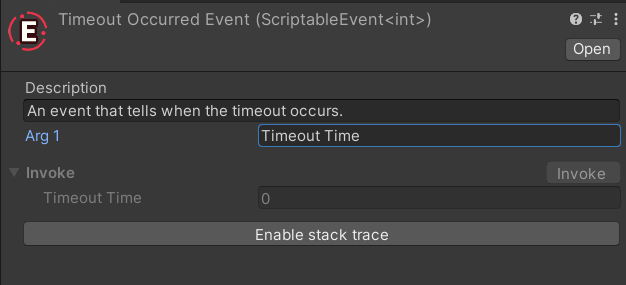 E
Timeout Occurred Event (ScriptableEvent<int>)
Open
Description
An event that tells when the timeout occurs.
Arg 1
Timeout Time
Invoke
Invoke
Timeout Time
0
Enable stack trace